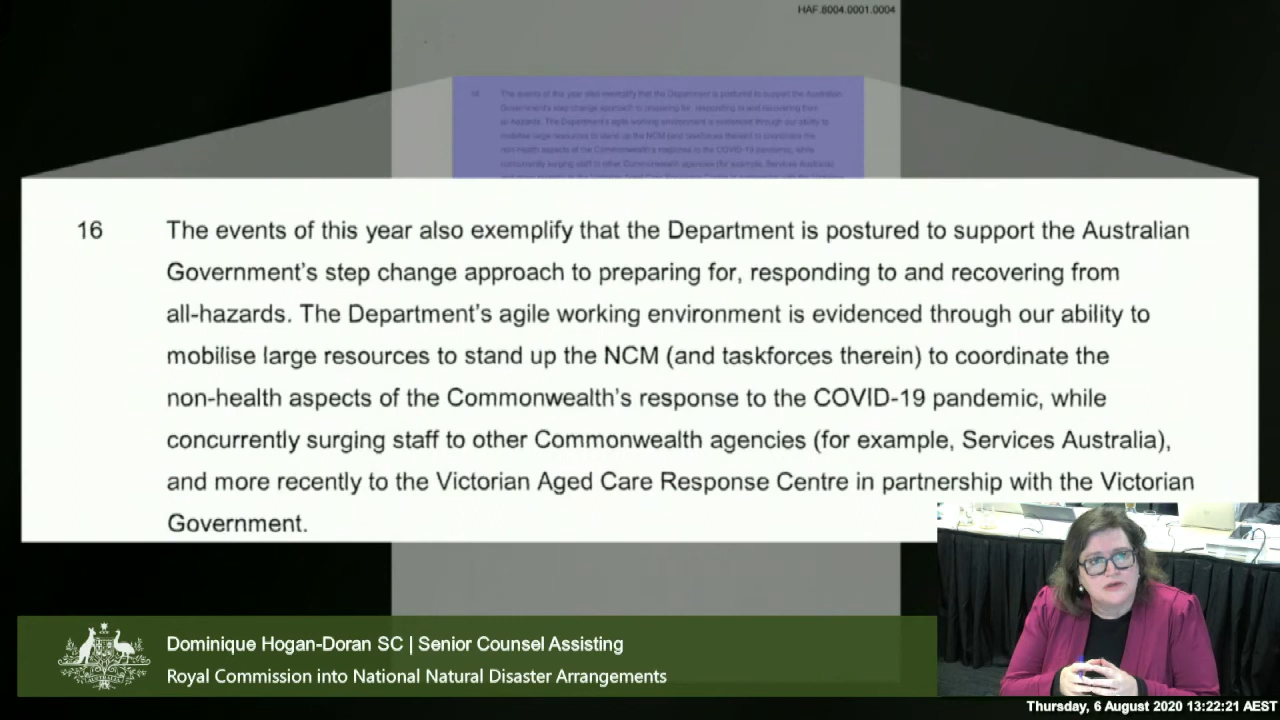 HAF.8004.0001.0004
16 The events of this year also exemplify that the Department is postured to support the Australian
Government's step change approach to preparing for, responding to and recovering from
all-hazards. The Department's agile working environment is evidenced through our ability to
mobilise large resources to stand up the NCM (and taskforces therein) to coordinate the
non-health aspects of the Commonwealth's response to the COVID-19 pandemic, while
concurrently surging staff to other Commonwealth agencies (for example, Services Australia),
and more recently to the Victorian Aged Care Response Centre in partnership with the Victorian
Government.
Dominique Hogan-Doran SC | Senior Counsel Assisting
Royal Commission into National Natural Disaster Arrangements
Thursday, 6 August 2020 13:22:21 AEST